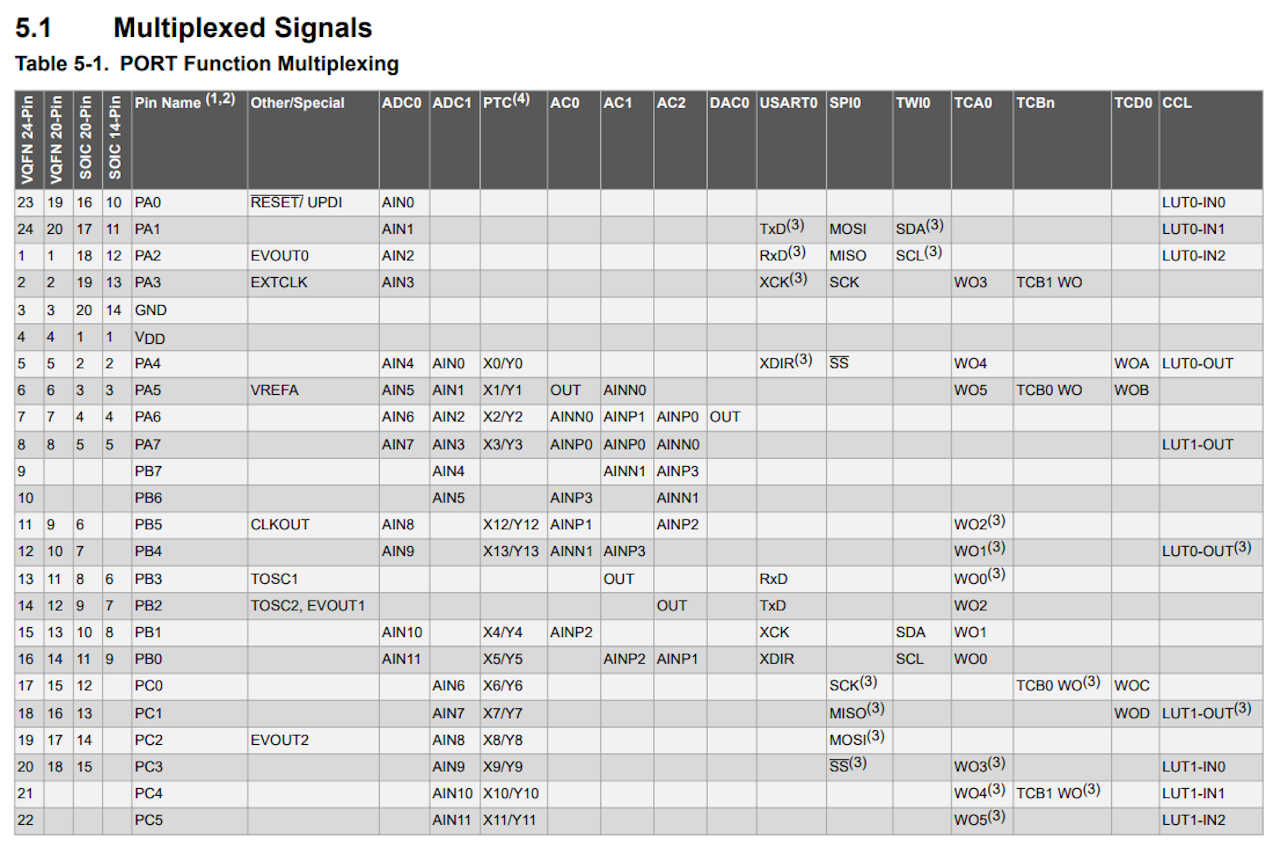 5.1 Multiplexed Signals
Table 5-1. PORT Function Multiplexing
VQFN 24-Pin VQFN 20-Pin SOIC 20-Pin SOIC 14-Pin Pin Name (1,2) Other/Special ADC0 ADC1 PTC(4) AC0 AC1 AC2 DAC0 USART0 SPI0 TWI0 TCA0 TCBn TCD0 CCL
23 19 16 10 PA0 RESET/ UPDI AIN0 LUT0-IN0
24 20 17 11 PA1 AIN1 TxD(3) MOSI SDA(3) LUT0-IN1
1 1 18 12 PA2 EVOUT0 AIN2 RxD(3) MISO SCL(3) LUT0-IN2
2 2 19 13 PA3 EXTCLK AIN3 XCK(3) SCK WO3 TCB1 WO
3 3 20 14 GND
4 4 1 1 VDD
5 5 2 2 PA4 AIN4 AIN0 X0/Y0 XDIR(3) SS WO4 WOA LUT0-OUT
6 6 3 3 PA5 VREFA AIN5 AIN1 X1/Y1 OUT AINN0 WO5 TCB0 WO WOB
7 7 4 4 PA6 AIN6 AIN2 X2/Y2 AINN0 AINP1 AINP0 OUT
8 8 5 5 PA7 AIN7 AIN3 X3/Y3 AINP0 AINP0 AINN0 LUT1-OUT
9 PB7 AIN4 AINN1 AINP3
10 PB6 AIN5 AINP3 AINN1
11 9 6 PB5 CLKOUT AIN8 X12/Y12 AINP1 AINP2 WO2(3)
12 10 7 PB4 AIN9 X13/Y13 AINN1 AINP3 WO1(3) LUT0-OUT(3)
13 11 8 6 PB3 TOSC1 OUT RxD WO0(3)
14 12 9 7 PB2 TOSC2, EVOUT1 OUT TxD WO2
15 13 10 8 PB1 AIN10 X4/Y4 AINP2 XCK SDA WO1
16 14 11 9 PB0 AIN11 X5/Y5 AINP2 AINP1 XDIR SCL WO0
17 15 12 PC0 AIN6 X6/Y6 SCK(3) TCB0 WO(3) WOC
18 16 13 PC1 AIN7 X7/Y7 MISO(3) WOD LUT1-OUT(3)
19 17 14 PC2 EVOUT2 AIN8 X8/Y8 MOSI(3)
20 18 15 PC3 AIN9 X9/Y9 SS(3) WO3(3) LUT1-IN0
21 PC4 AIN10 X10/Y10 WO4(3) TCB1 WO(3) LUT1-IN1
22 PC5 AIN11 X11/Y11 WO5(3) LUT1-IN2